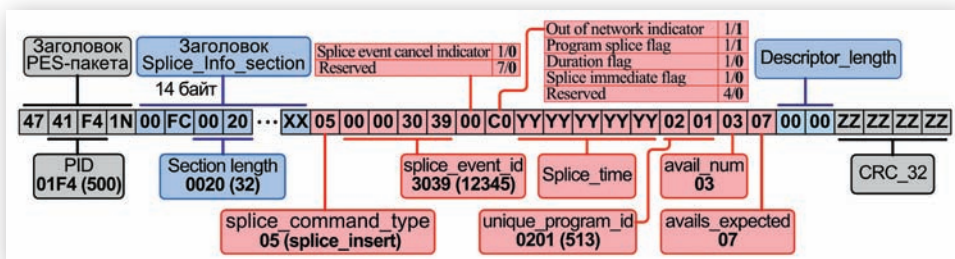 Заголовок
PES-пакета
Заголовок
Splice_Info_section
14 байт
Splice event cancel indicator 1/0
Reserved 7/0
Out of network indicator 1/1
Program splice flag 1/1
Duration flag 1/0
Splice immediate flag 1/0
Reserved 4/0
Descriptor_length
47 41 F4 1N 00 FC 00 20 ... XX 05 00 00 30 39 00 C0 YY YY YY YY YY 02 01 03 07 00 00 ZZ ZZ ZZ ZZ
PID
01F4 (500)
Section length
0020 (32)
splice_event_id
3039 (12345)
Splice_time
avail_num
03
CRC_32
splice_command_type
05 (splice_insert)
unique_program_id
0201 (513)
avails_expected
07